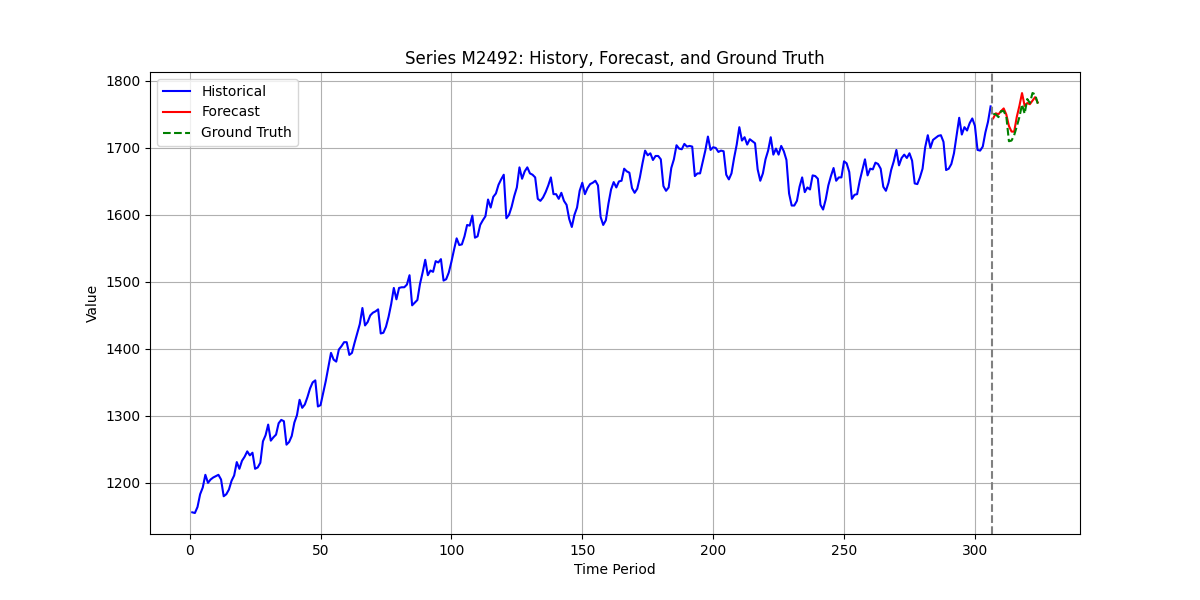 Series M2492: History, Forecast, and Ground Truth
Historical
Forecast
Ground Truth
Value
1800
1700
1600
1500
1400
1300
1200
0 50 100 150 200 250 300
Time Period